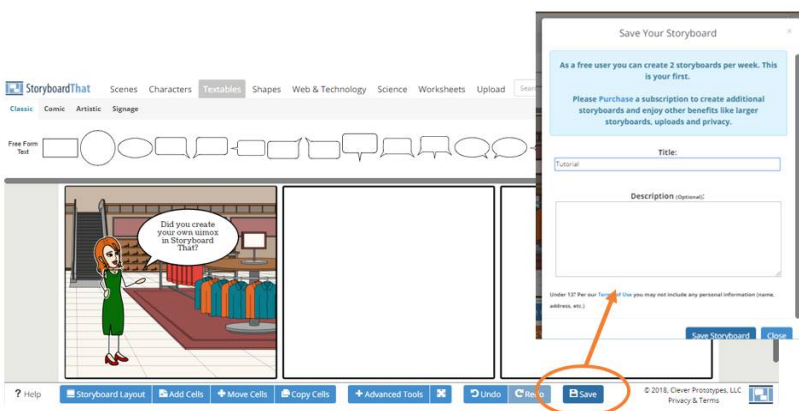 Save Your Storyboard
×
As a free user you can create 2 storyboards per week. This
is your first.
Please Purchase a subscription to create additional
storyboards and enjoy other benefits like larger
storyboards, uploads and privacy.
Title:
Tutorial
Description (Optional):
Under 13? Per our Terms of Use you may not include any personal information (name,
address, etc.)
Save Storyboard Close
StoryboardThat Scenes Characters Textables Shapes Web & Technology Science Worksheets Upload Sear
Classic Comic Artistic Signage
Free Form
Text
Did you create
your own uimox
in Storyboard
That?
? Help Storyboard Layout Add Cells Move Cells Copy Cells Advanced Tools Undo Redo Save
© 2018, Clever Prototypes, LLC
Privacy & Terms